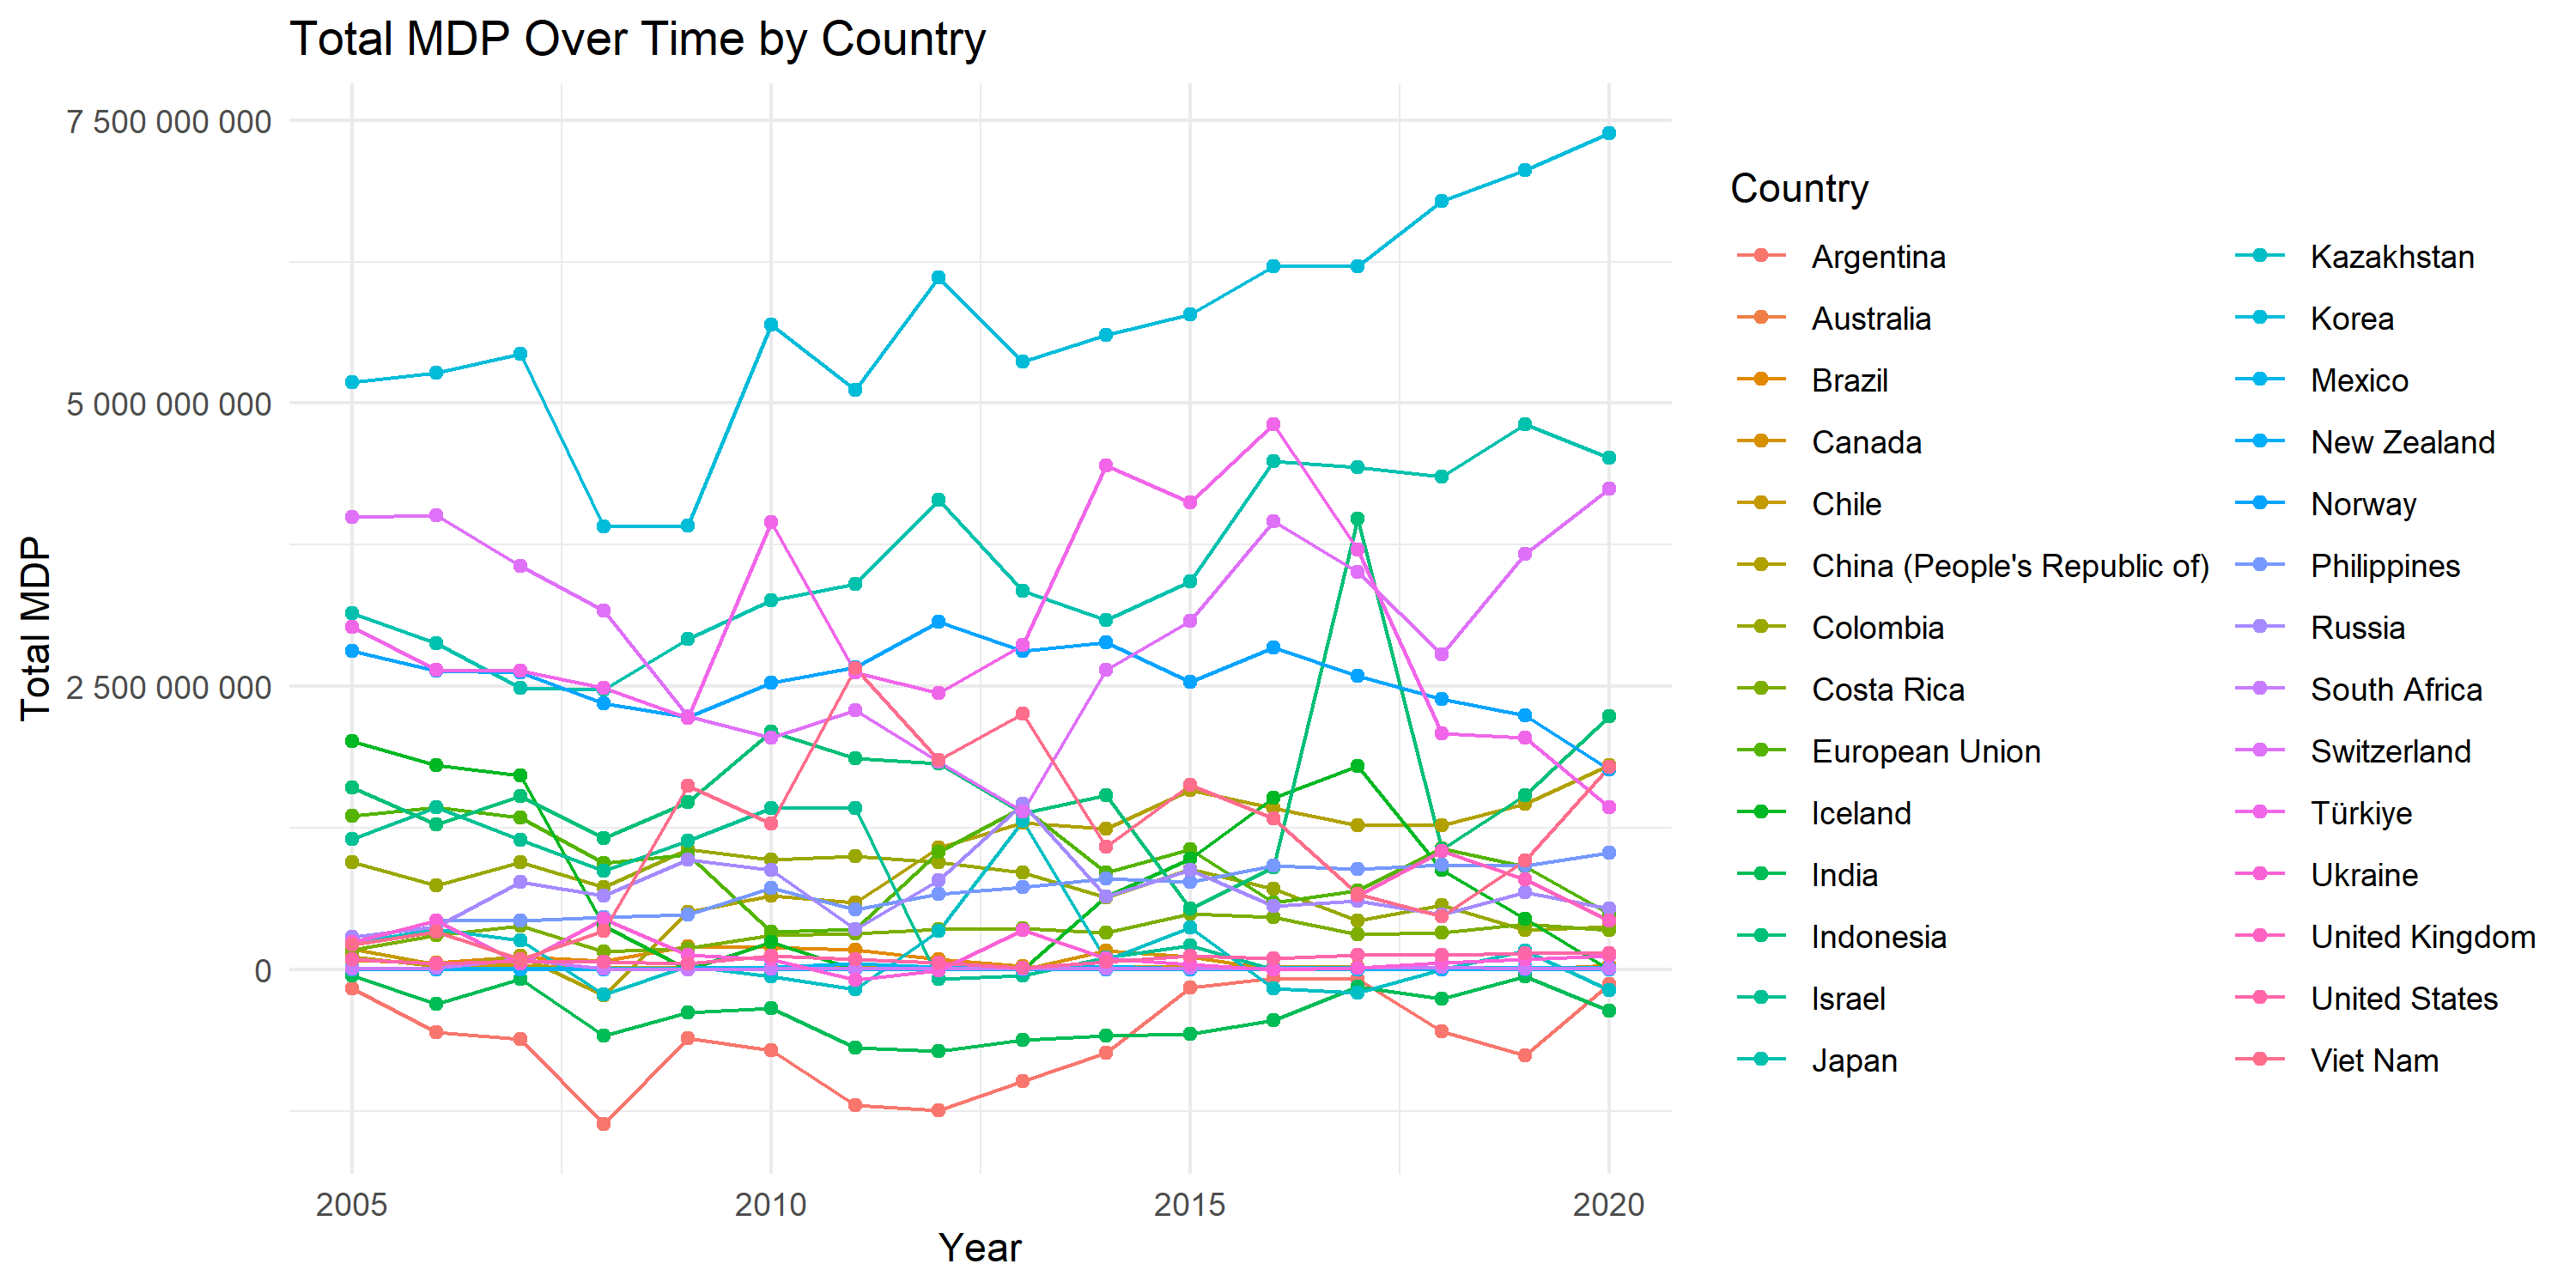 Total MDP Over Time by Country
7 500 000 000
5 000 000 000
2 500 000 000
0
Total MDP
2005
2010
2015
2020
Year
Country
Argentina
Australia
Brazil
Canada
Chile
China (People's Republic of)
Colombia
Costa Rica
European Union
Iceland
India
Indonesia
Israel
Japan
Kazakhstan
Korea
Mexico
New Zealand
Norway
Philippines
Russia
South Africa
Switzerland
Türkiye
Ukraine
United Kingdom
United States
Viet Nam